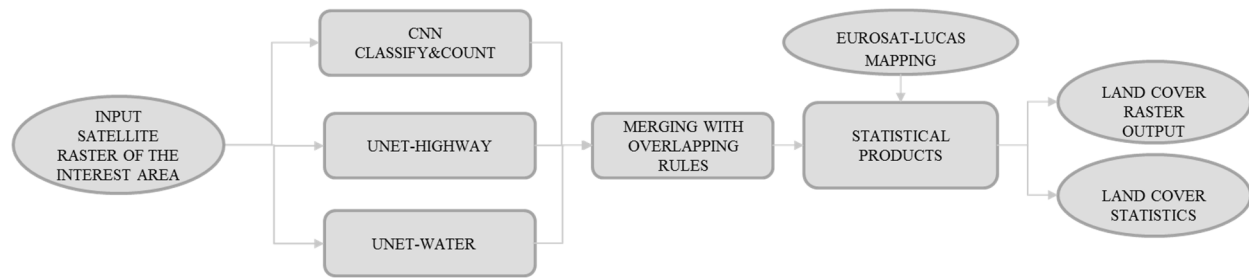 INPUT
SATELLITE
RASTER OF THE
INTEREST AREA
CNN
CLASSIFY&COUNT
UNET-HIGHWAY
UNET-WATER
MERGING WITH
OVERLAPPING
RULES
EUROSAT-LUCAS
MAPPING
STATISTICAL
PRODUCTS
LAND COVER
RASTER
OUTPUT
LAND COVER
STATISTICS